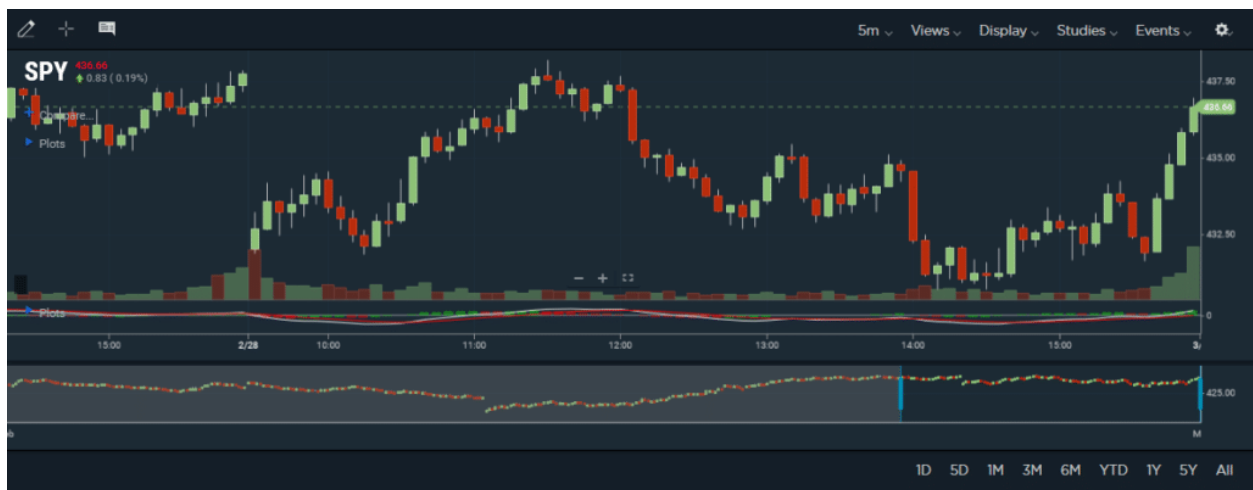 5m Views Display Studies Events
SPY 436.66
0.83 ( 0.19%)
Compare...
Plots
437.50
436.66
435.00
432.50
Plots
0
15:00 2/28 10:00 11:00 12:00 13:00 14:00 15:00 3/
425.00
M
1D 5D 1M 3M 6M YTD 1Y 5Y All